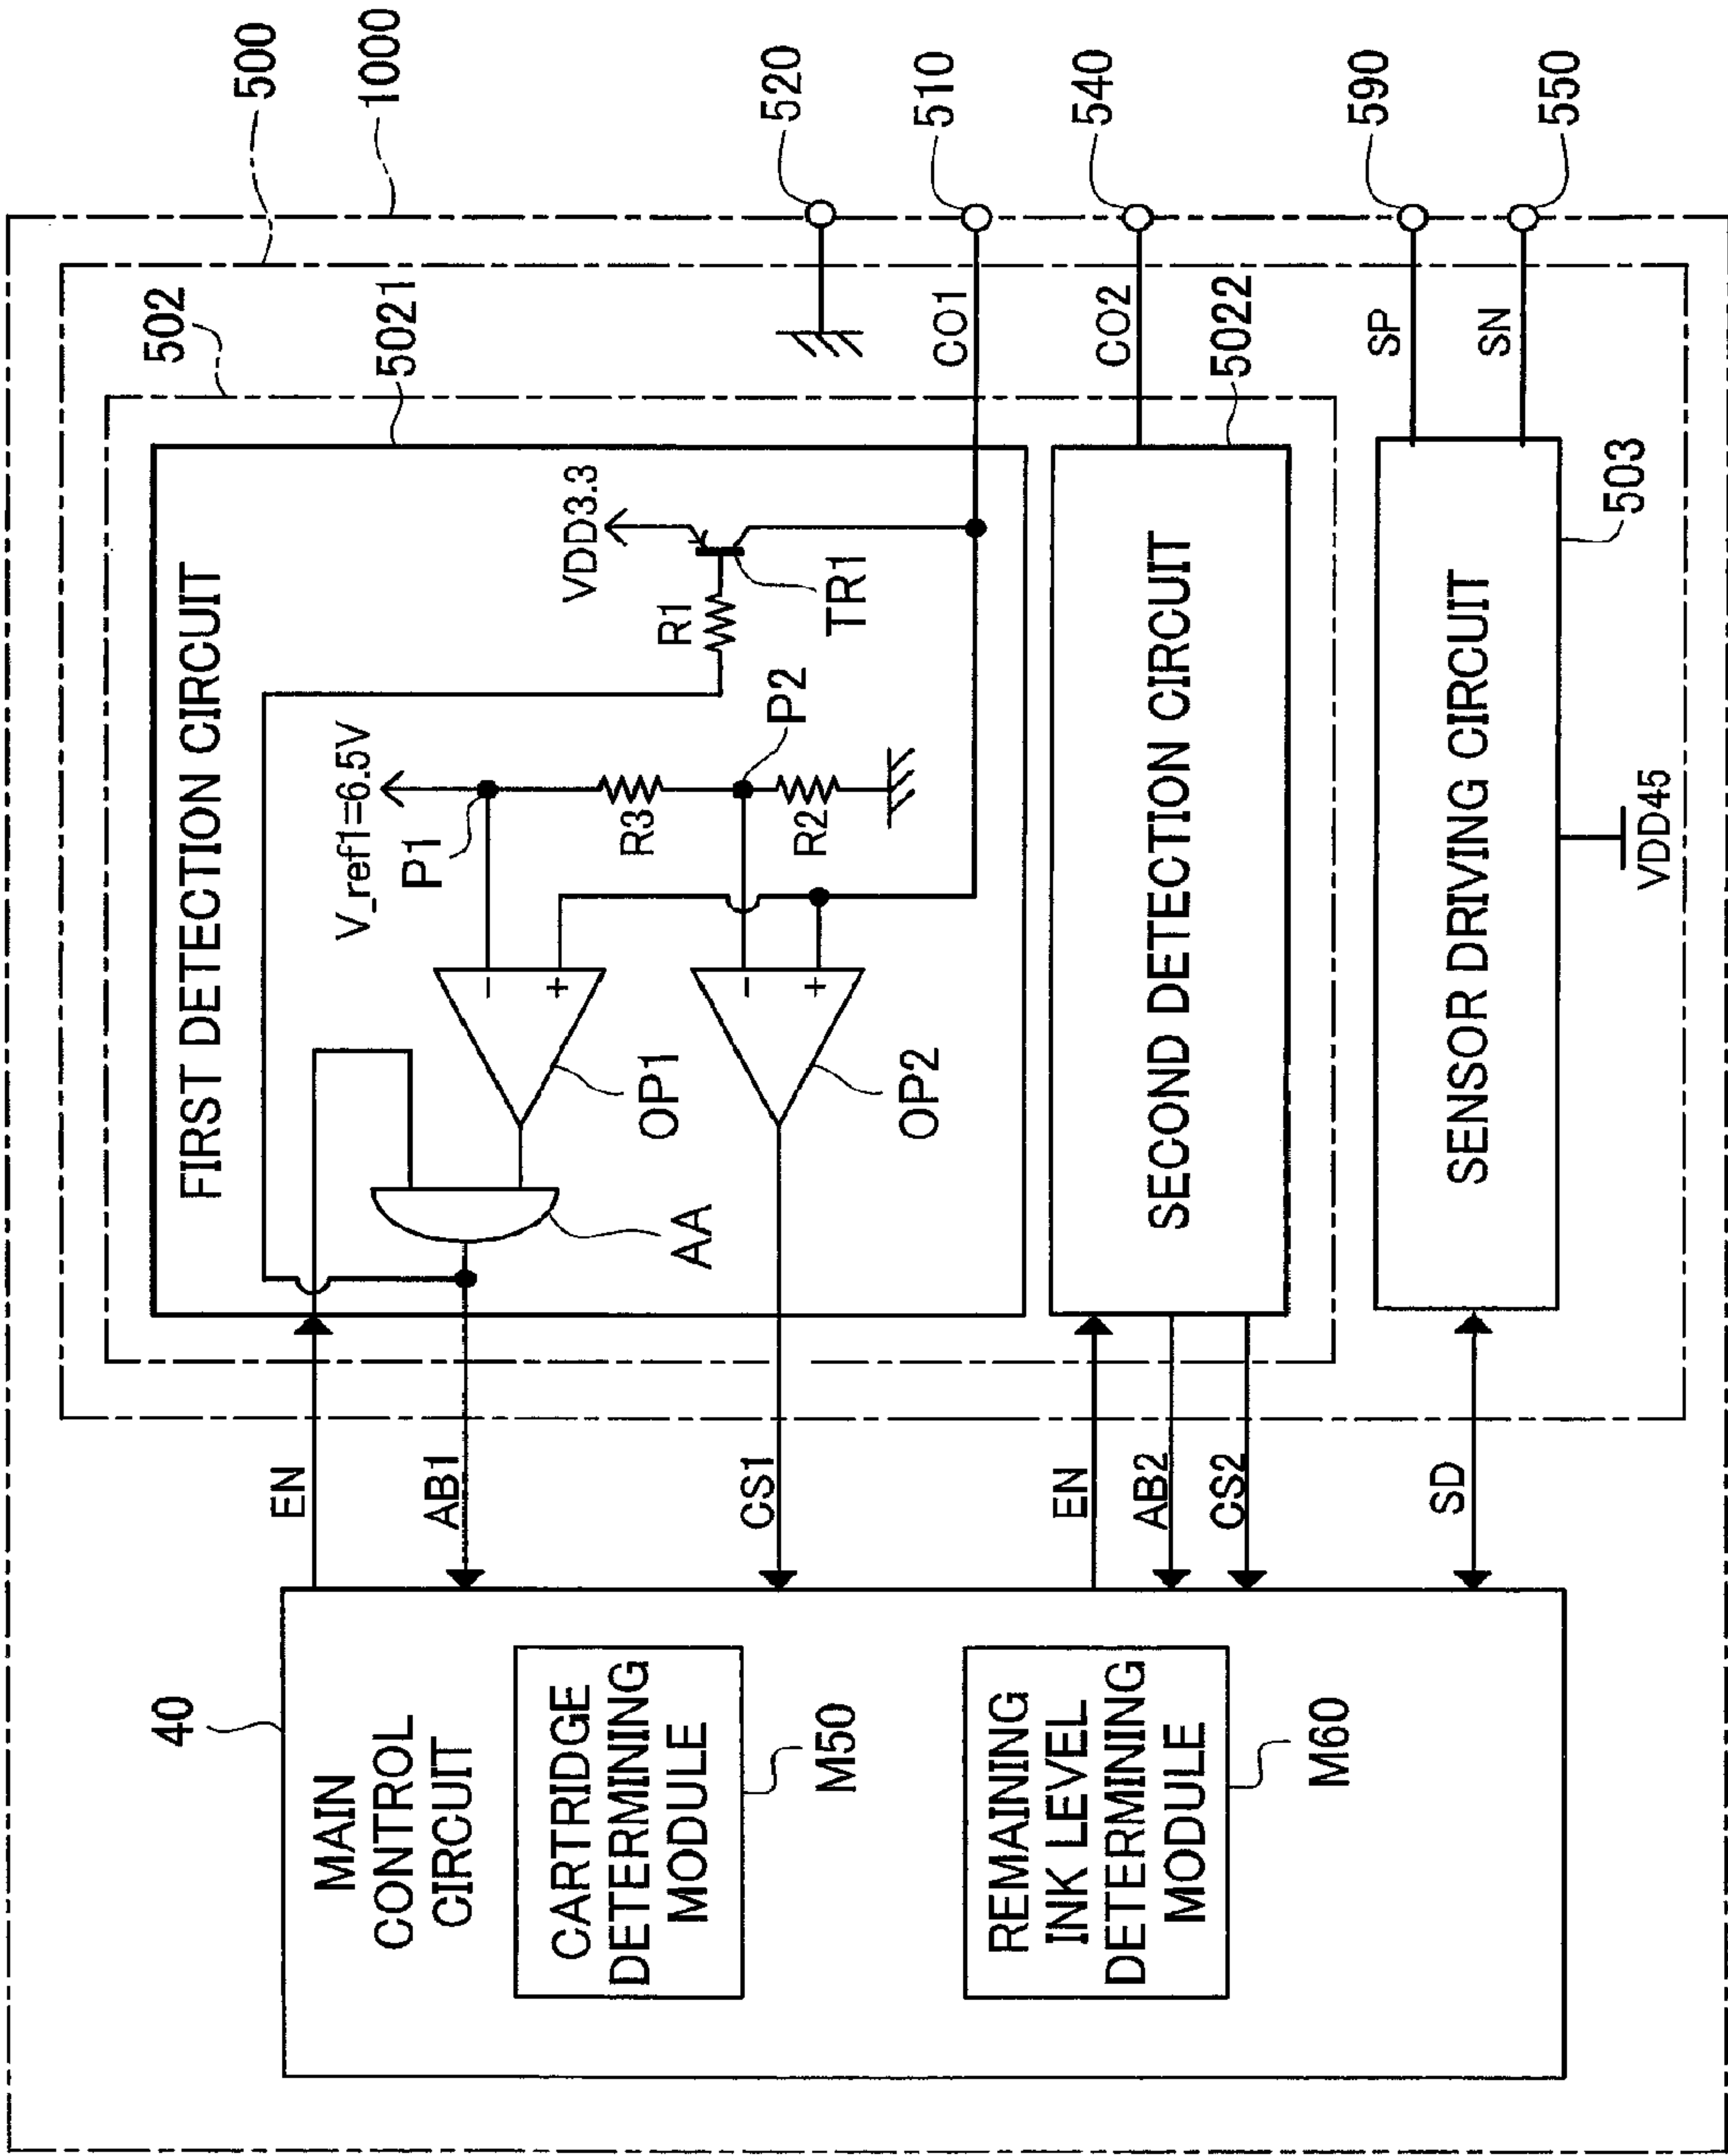 500
1000
502
5021
520
510
540
590
550
5022
503
40
MAIN
CONTROL
CIRCUIT
CARTRIDGE
DETERMINING
MODULE
M50
REMAINING
INK LEVEL
DETERMINING
MODULE
M60
EN
AB1
CS1
EN
AB2
CS2
SD
FIRST DETECTION CIRCUIT
AA
OP1
OP2
-
+
-
+
V_ref1=6.5V
P1
R3
P2
R2
R1
VDD3.3
TR1
SECOND DETECTION CIRCUIT
SENSOR DRIVING CIRCUIT
VDD45
CO1
CO2
SP
SN